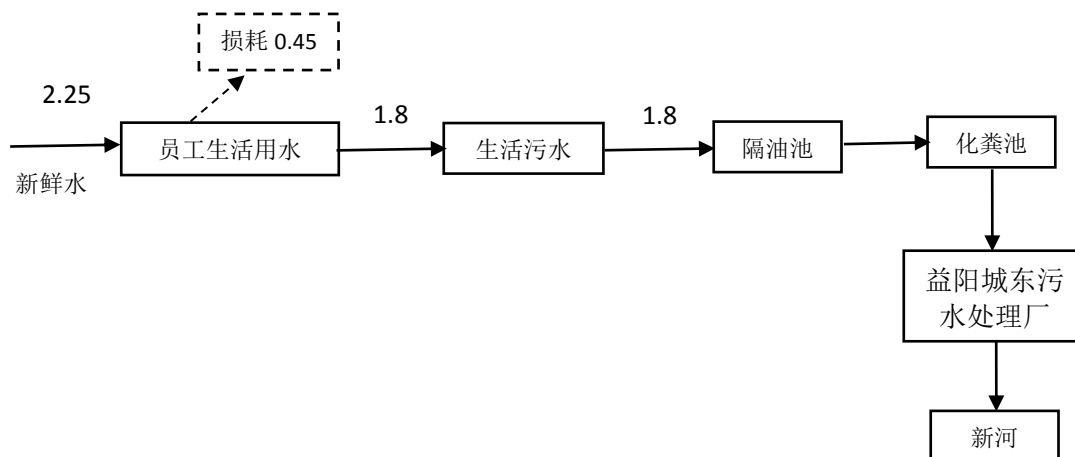 损耗 0.45
2.25
1.8
1.8
员工生活用水
生活污水
隔油池
化粪池
新鲜水
益阳城东污
水处理厂
新河